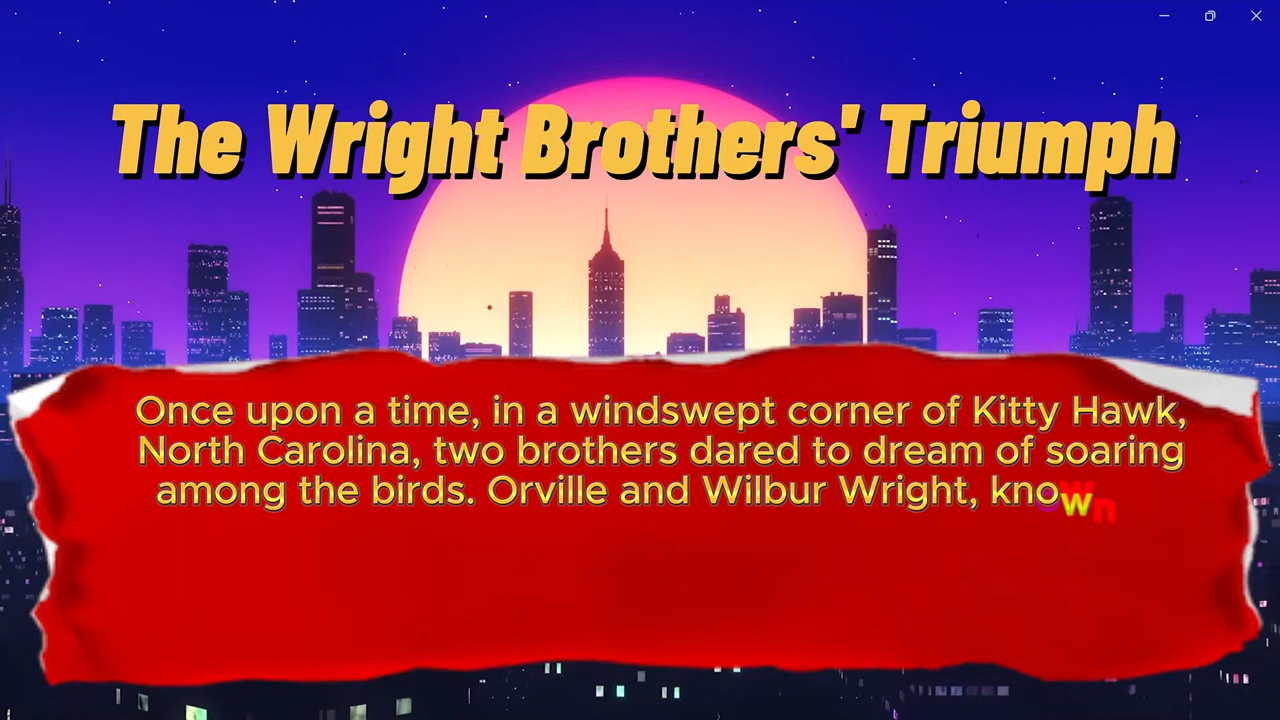 The Wright Brothers' Triumph
Once upon a time, in a windswept corner of Kitty Hawk,
North Carolina, two brothers dared to dream of soaring
among the birds. Orville and Wilbur Wright, known